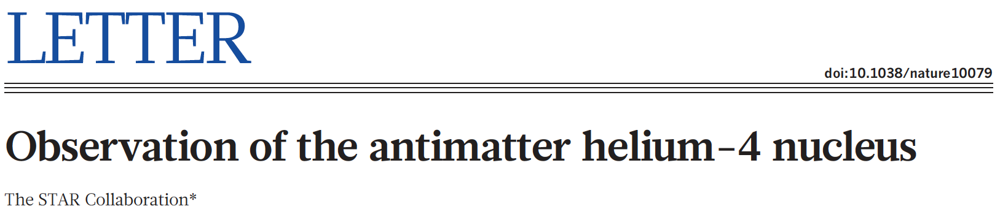 LETTER
doi:10.1038/nature10079
Observation of the antimatter helium-4 nucleus
The STAR Collaboration*